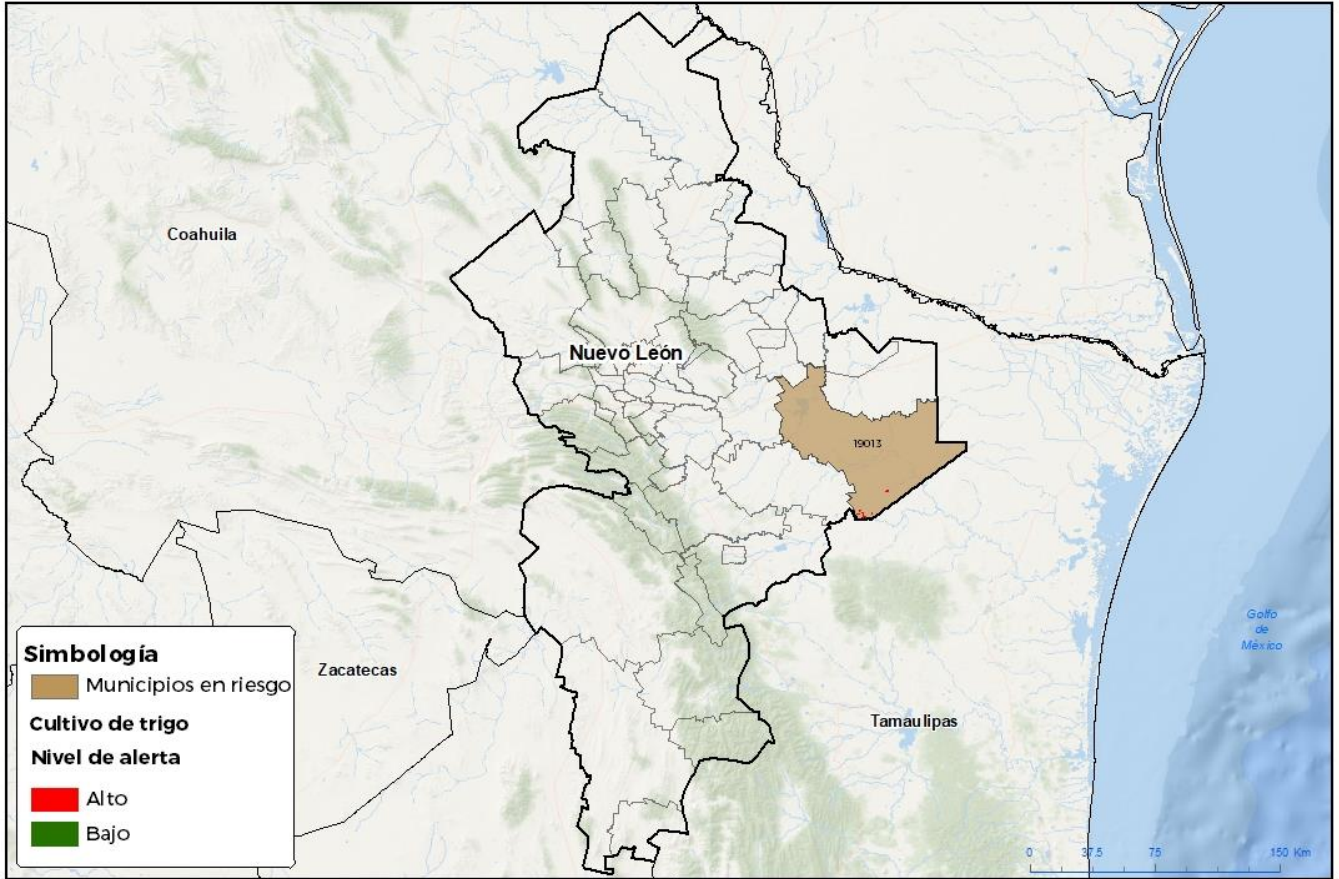 Coahuila
Nuevo León
19013
Golfo
de
México
Zacatecas
Tamaulipas
Simbología
Municipios en riesgo
Cultivo de trigo
Nivel de alerta
Alto
Bajo
0 37.5 75 150 Km